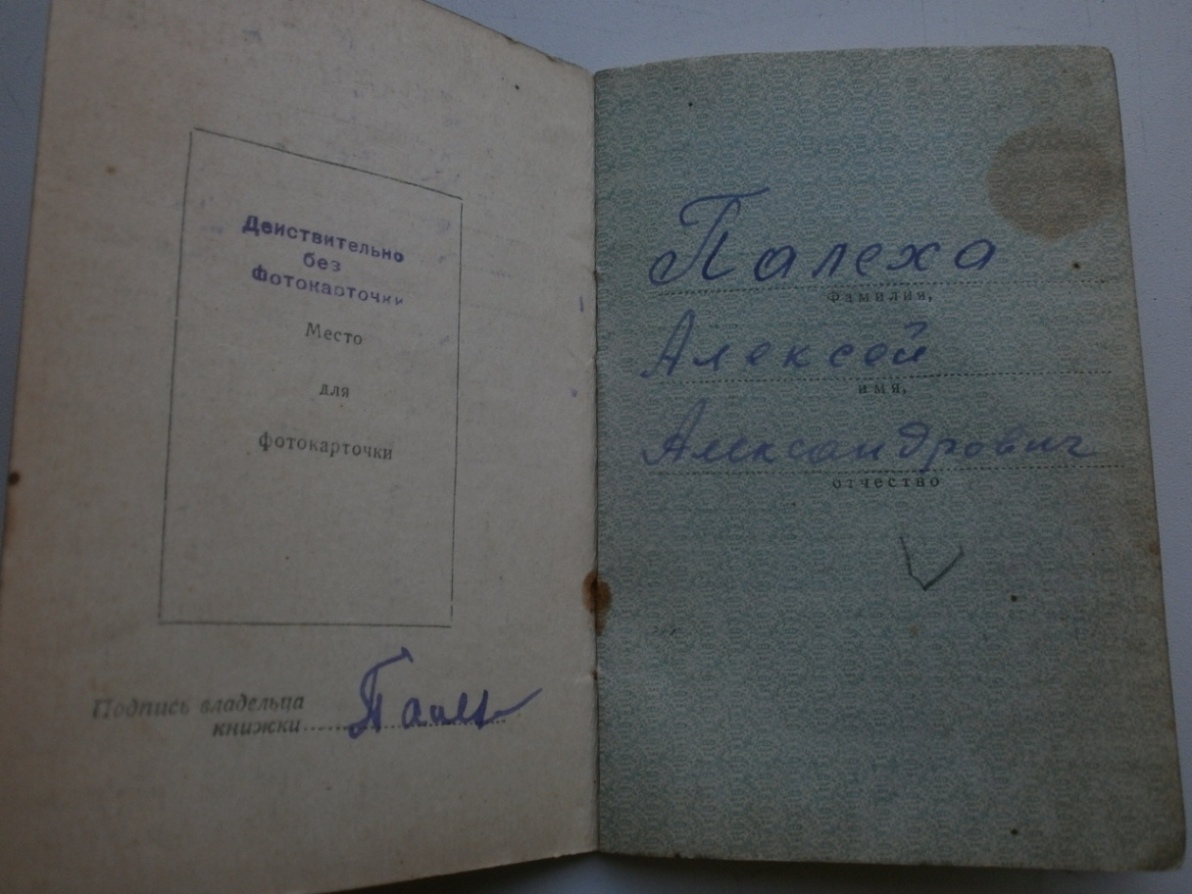 Действительно
без
фотокарточки
Место
для
фотокарточки
Подпись владельца
книжки
Палеха
фамилия,
Алексей
имя,
Александрович
отчество